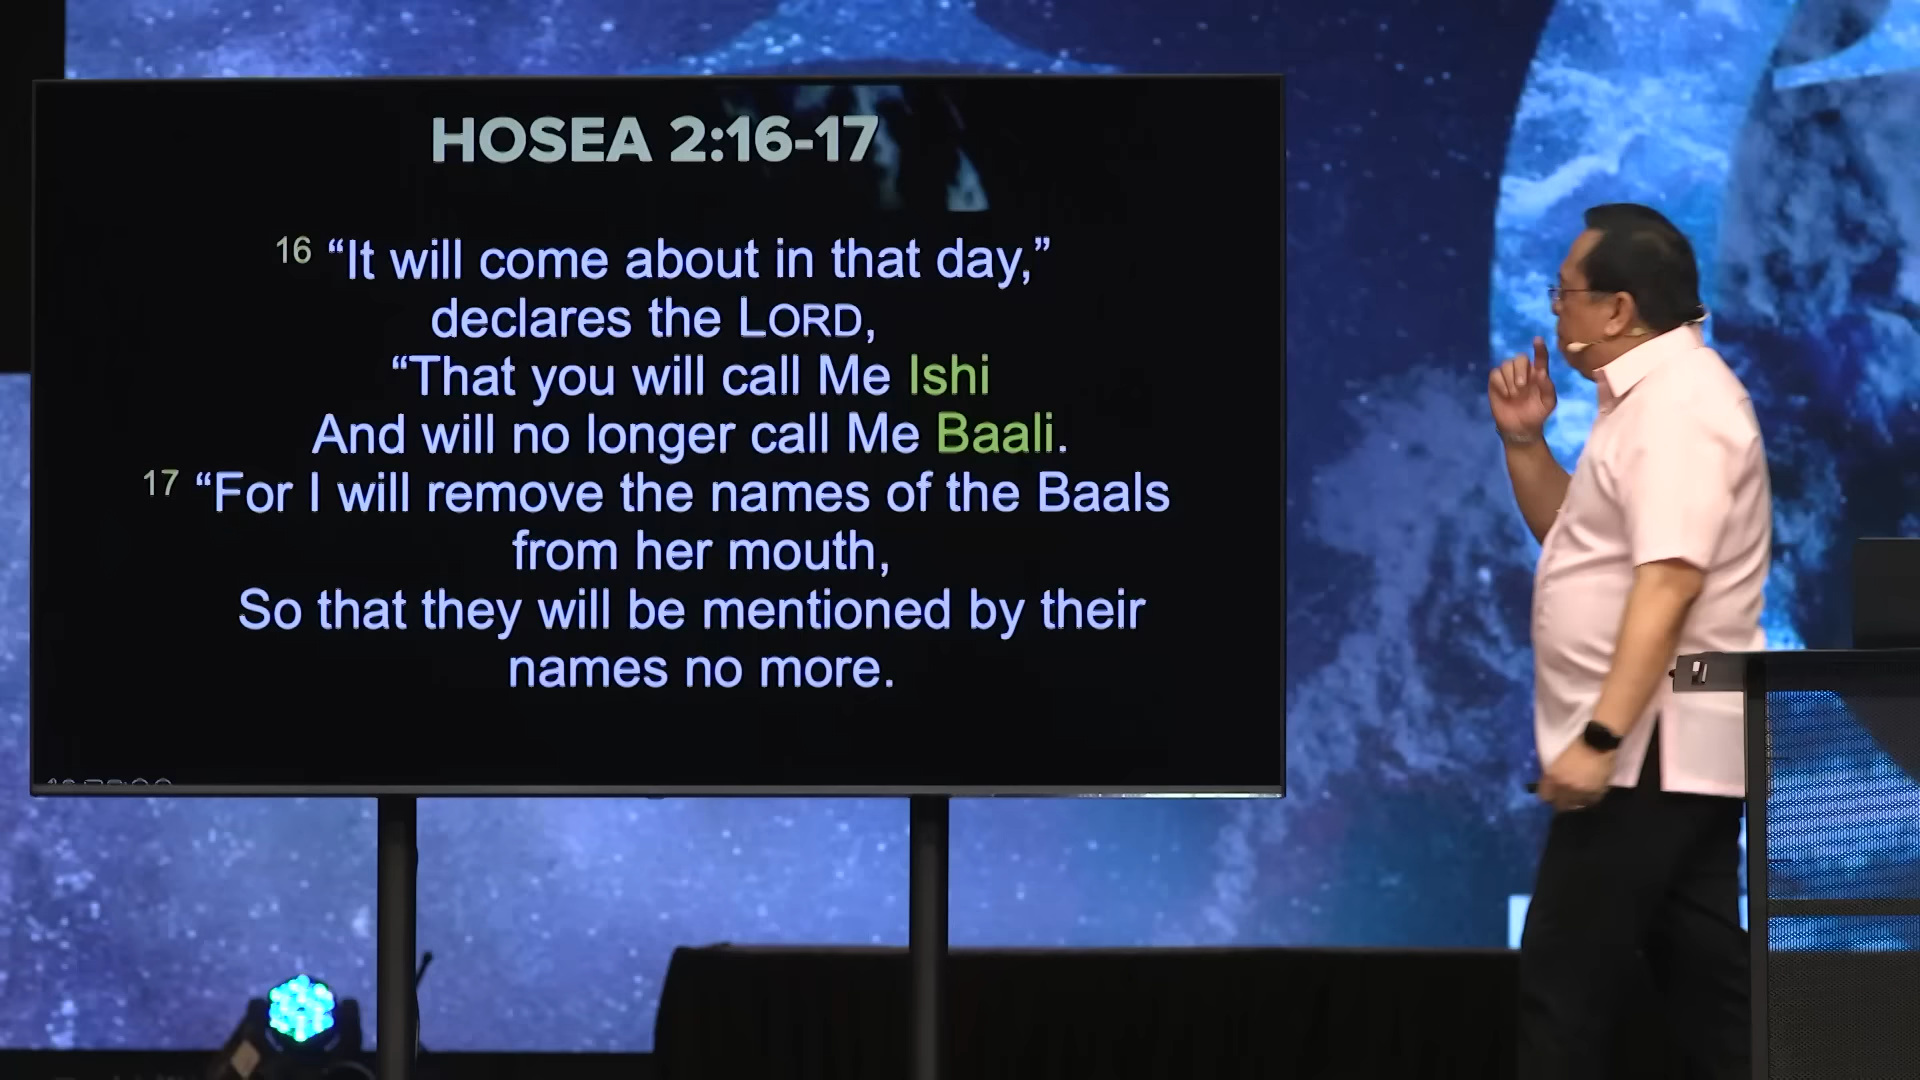 HOSEA 2:16-17
16 “It will come about in that day,”
declares the LORD,
“That you will call Me Ishi
And will no longer call Me Baali.
17 “For I will remove the names of the Baals
from her mouth,
So that they will be mentioned by their
names no more.